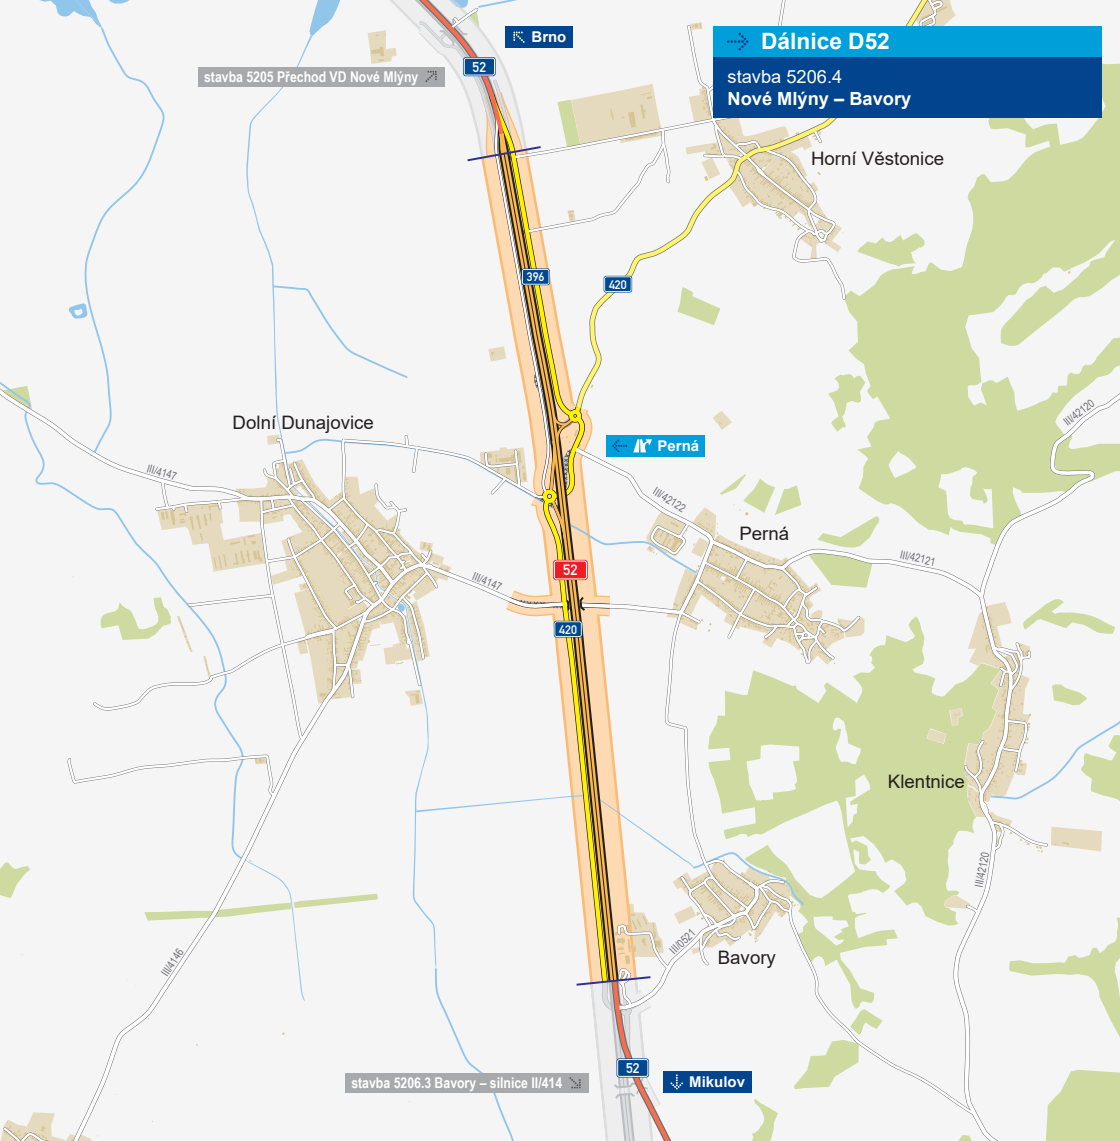 Brno
Dálnice D52
stavba 5206.4
Nové Mlýny – Bavory
52
stavba 5205 Přechod VD Nové Mlýny
Horní Věstonice
396
420
III/42120
Dolní Dunajovice
Perná
III/4147
III/42122
Perná
III/42121
52
III/4147
420
Klentnice
III/42120
III/0521
Bavory
III/4146
52
stavba 5206.3 Bavory – silnice II/414
Mikulov